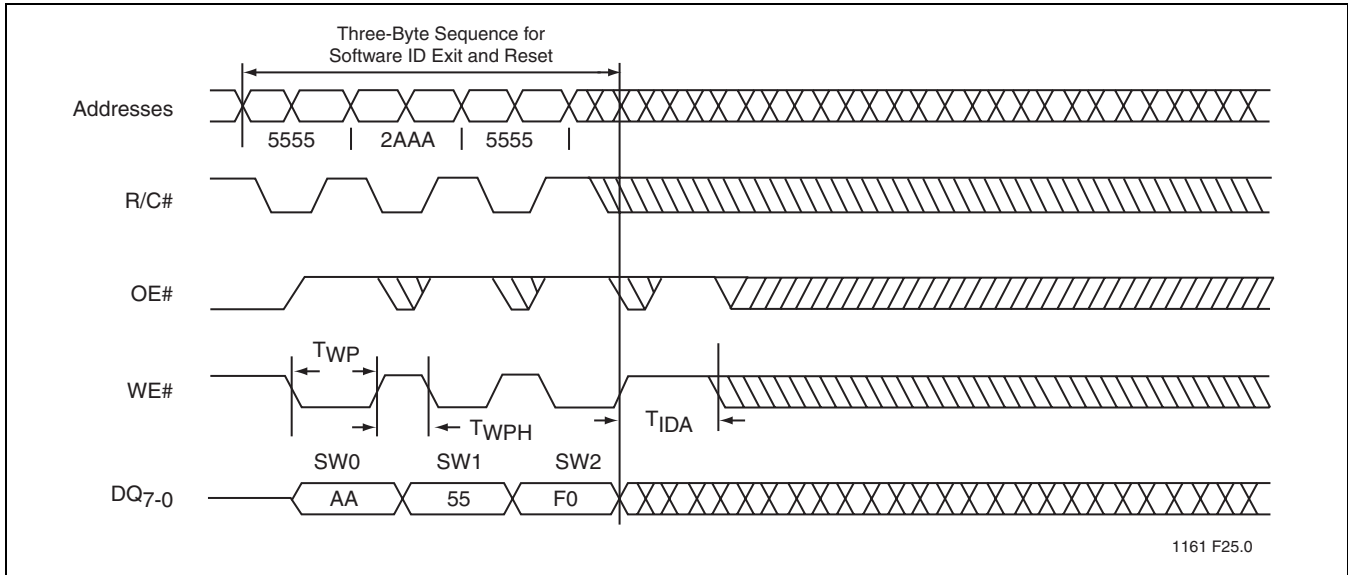 Three-Byte Sequence for
Software ID Exit and Reset
Addresses
5555 2AAA 5555
R/C#
OE#
TWP
WE#
TWPH TIDA
SW0 SW1 SW2
DQ7-0 AA 55 F0
1161 F25.0